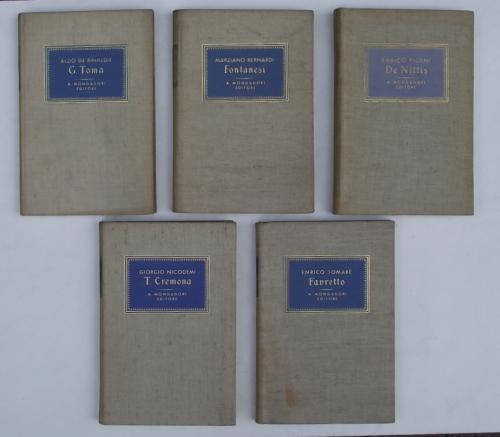 ALDO DE RINALDIS
G. Toma
A. MONDADORI
EDITORE
MARZIANO BERNARDI
Fontanesi
A. MONDADORI
EDITORE
ENRICO PICENI
De Nittis
A. MONDADORI
EDITORE
GIORGIO NICODEMI
T. Cremona
A. MONDADORI
EDITORE
ENRICO SOMARÈ
Favretto
A. MONDADORI
EDITORE